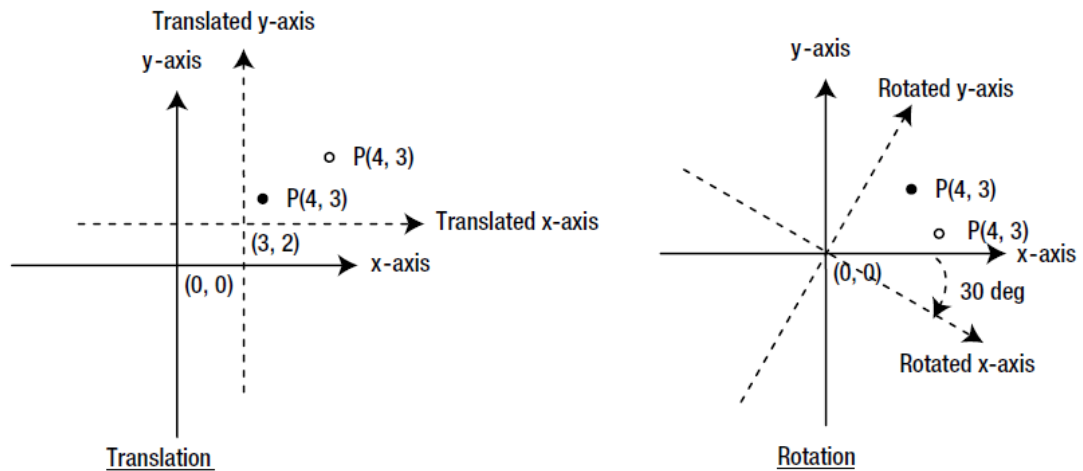 Translated y-axis
y-axis
P(4, 3)
P(4, 3)
Translated x-axis
(3, 2)
x-axis
(0, 0)
Translation
y-axis
Rotated y-axis
P(4, 3)
P(4, 3)
x-axis
(0, 0)
30 deg
Rotated x-axis
Rotation